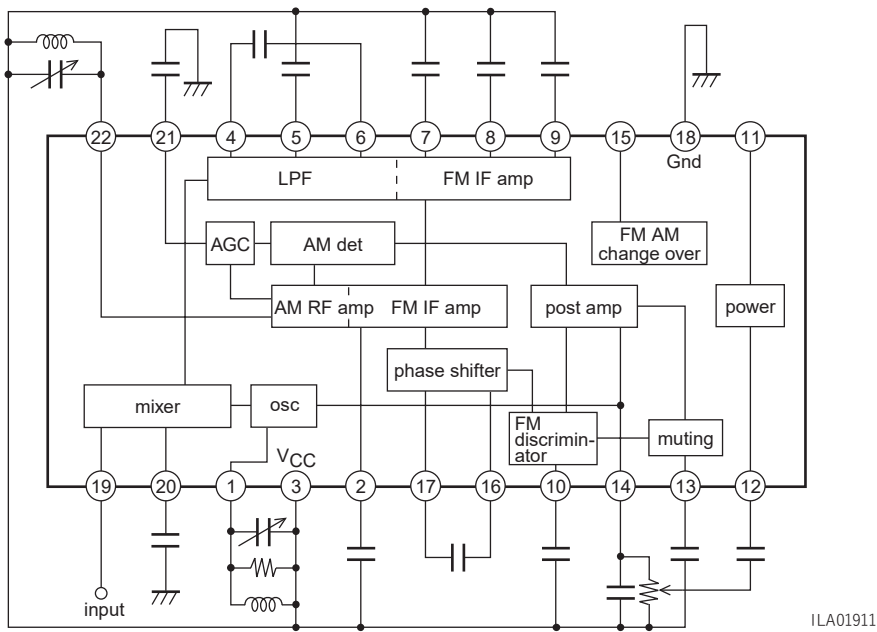 22 21 4 5 6 7 8 9 15 18 11
Gnd
LPF FM IF amp
AGC AM det FM AM
change over
AM RF amp FM IF amp post amp power
phase shifter
mixer osc
FM
discrimin-
ator
muting
VCC
19 20 1 3 2 17 16 10 14 13 12
input
ILA01911